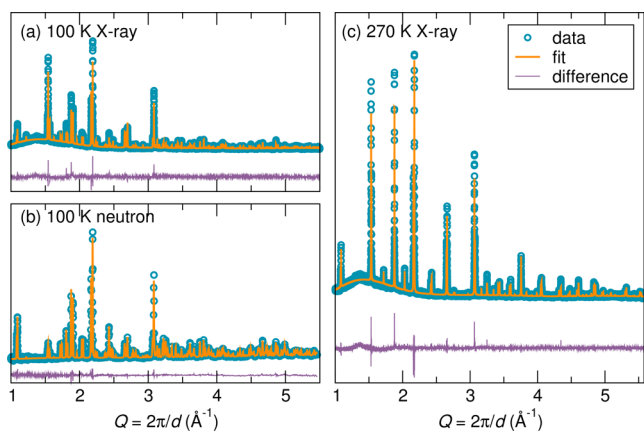 (a) 100 K X-ray
(b) 100 K neutron
1 2 3 4 5
Q = 2π/d (Å⁻¹)
(c) 270 K X-ray
data
fit
difference
1 2 3 4 5
Q = 2π/d (Å⁻¹)